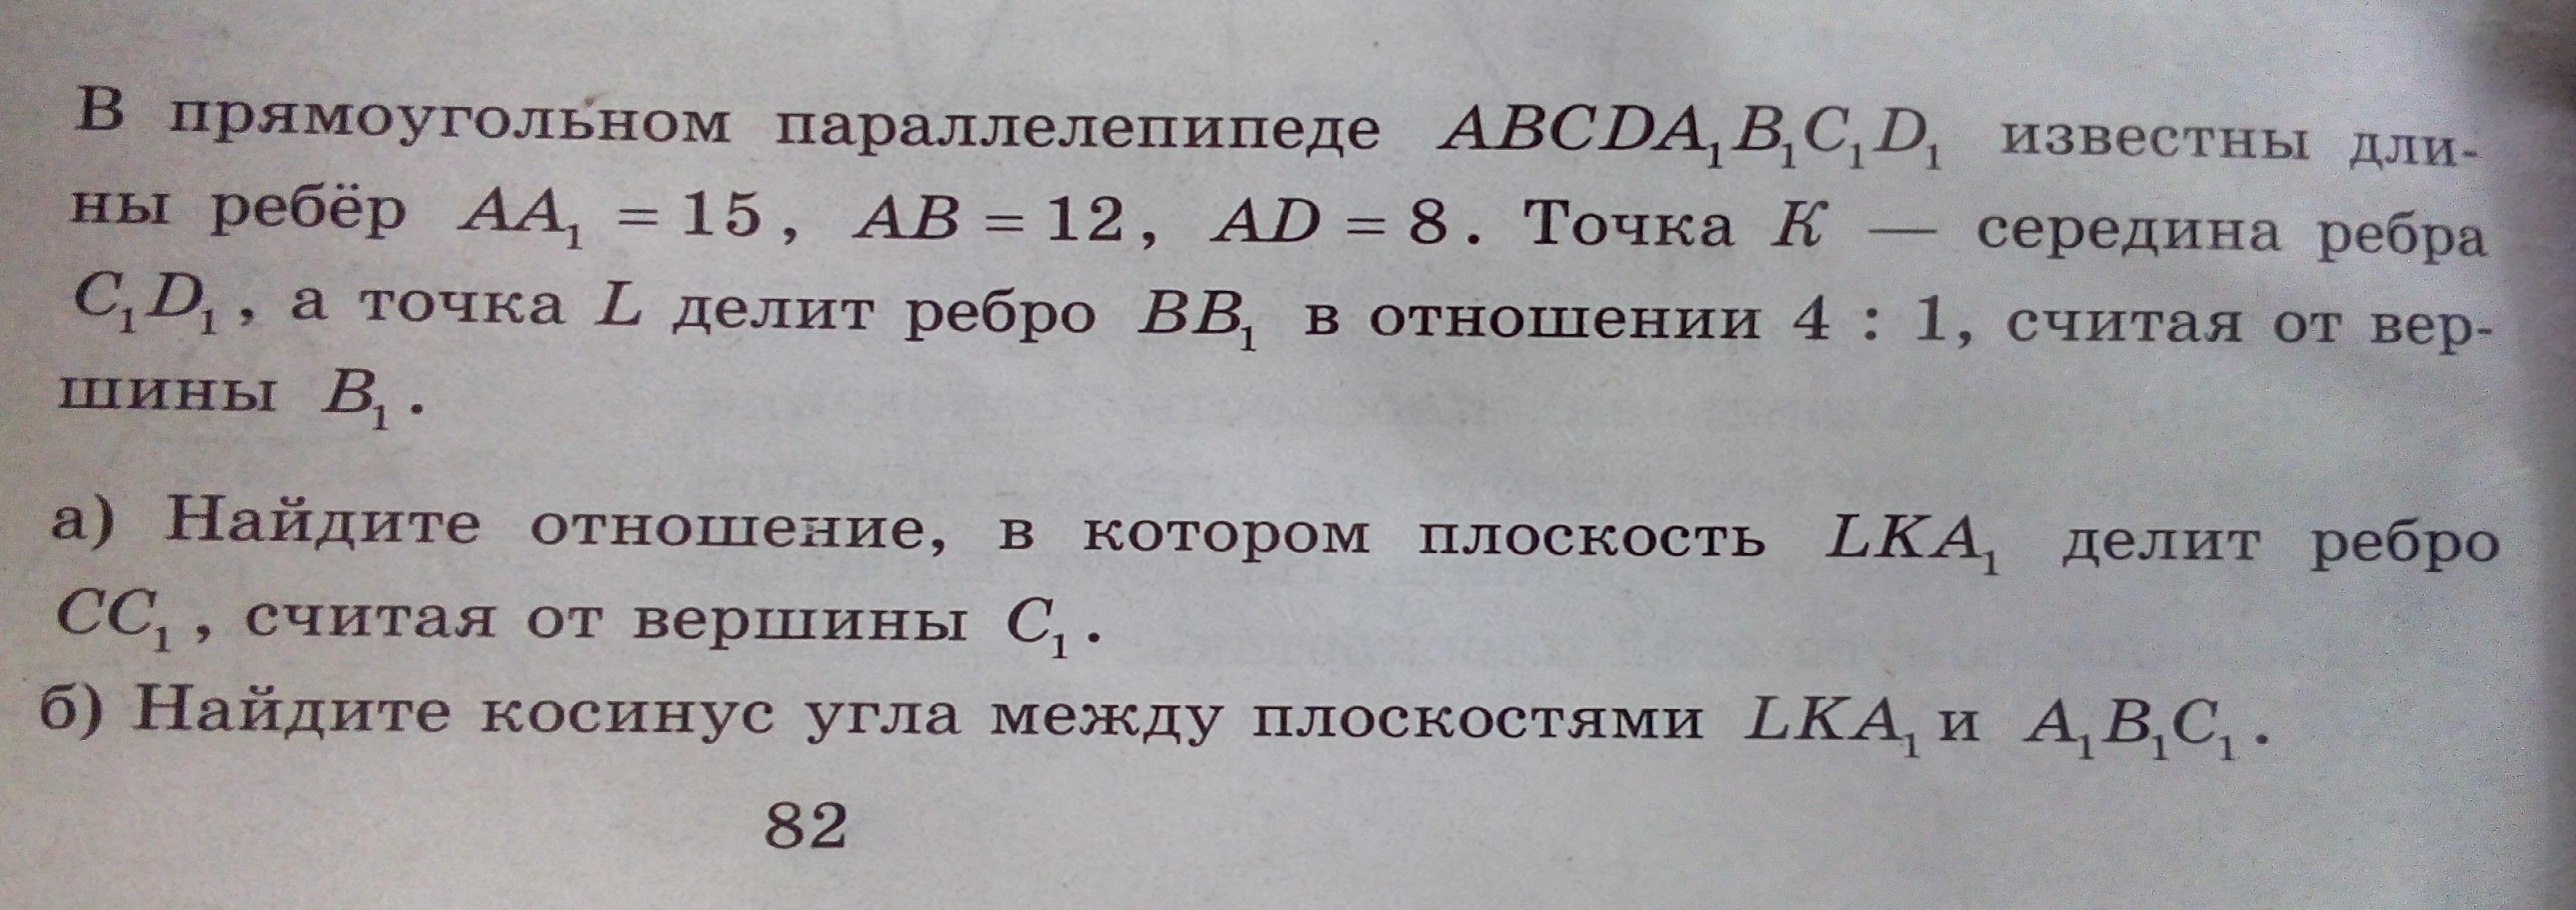 В прямоугольном параллелепипеде ABCDA₁B₁C₁D₁ известны дли-
ны ребёр AA₁ = 15, AB = 12, AD = 8. Точка K — середина ребра
C₁D₁, а точка L делит ребро BB₁ в отношении 4 : 1, считая от вер-
шины B₁.
а) Найдите отношение, в котором плоскость LKA₁ делит ребро
CC₁, считая от вершины C₁.
б) Найдите косинус угла между плоскостями LKA₁ и A₁B₁C₁.
82